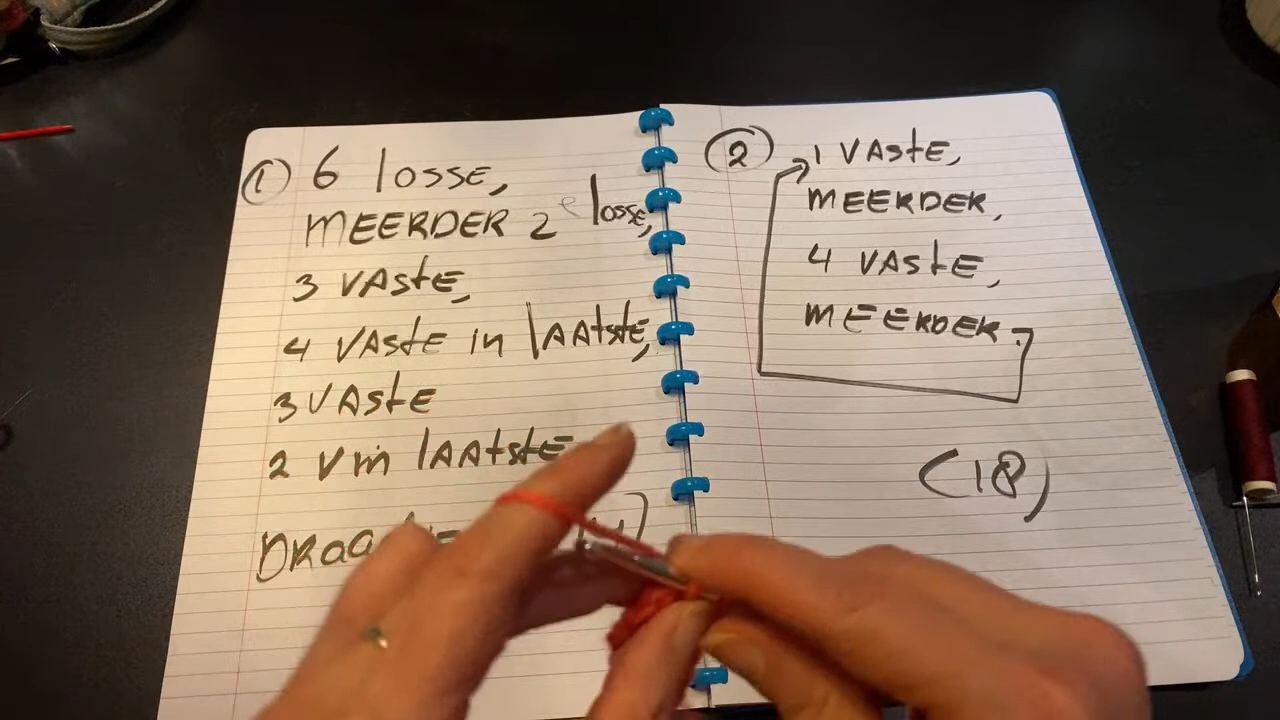 ① 6 losse,
MEERDER 2e losse,
3 VAstE,
4 VAStE in lAAtstE,
3 VAStE
2 V in lAAtstE
② 1 VAstE,
MEERDER,
4 VAStE,
MEERDER,
(18)